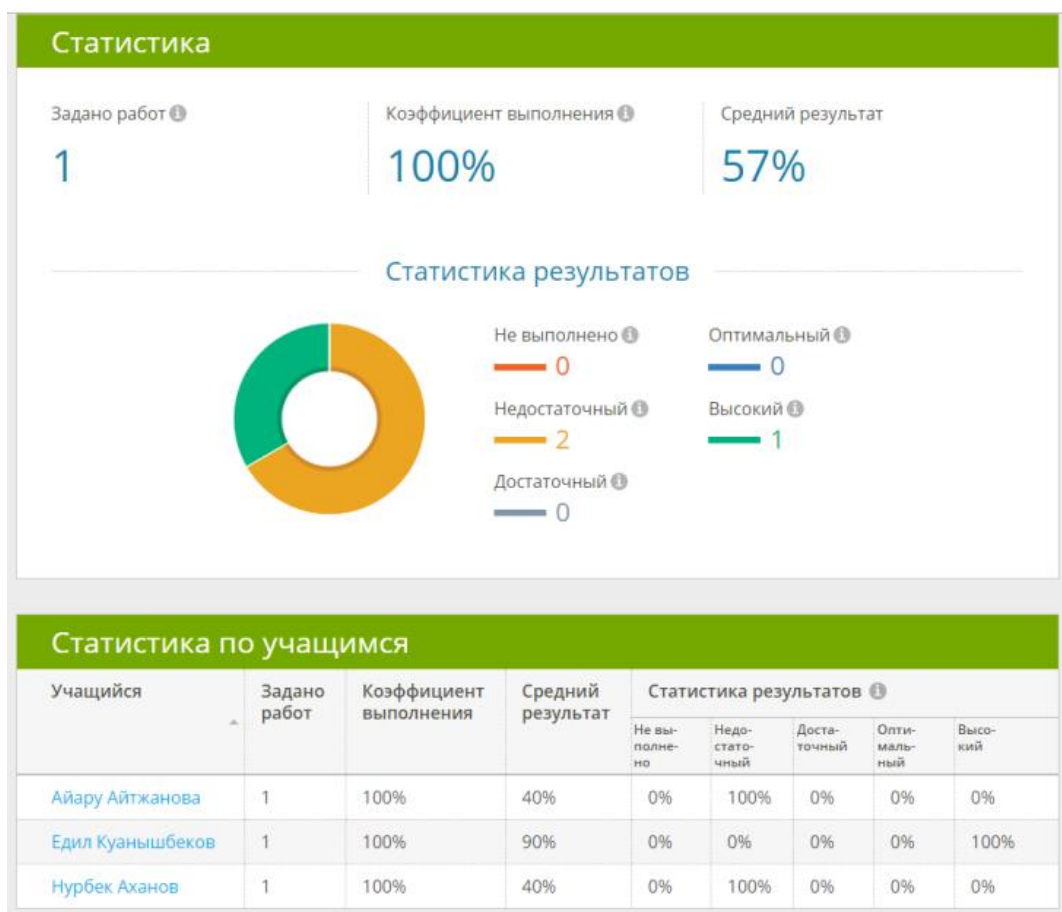 Статистика
Задано работ
Коэффициент выполнения
Средний результат
1
100%
57%
Статистика результатов
Не выполнено
Оптимальный
0
0
Недостаточный
Высокий
2
1
Достаточный
0
Статистика по учащимся
Учащийся
Задано
работ
Коэффициент
выполнения
Средний
результат
Статистика результатов
Не вы-
полне-
но
Недо-
стато-
чный
Доста-
точный
Опти-
маль-
ный
Высо-
кий
Айару Айтжанова 1 100% 40% 0% 100% 0% 0% 0%
Едил Куанышбеков 1 100% 90% 0% 0% 0% 0% 100%
Нурбек Аханов 1 100% 40% 0% 100% 0% 0% 0%